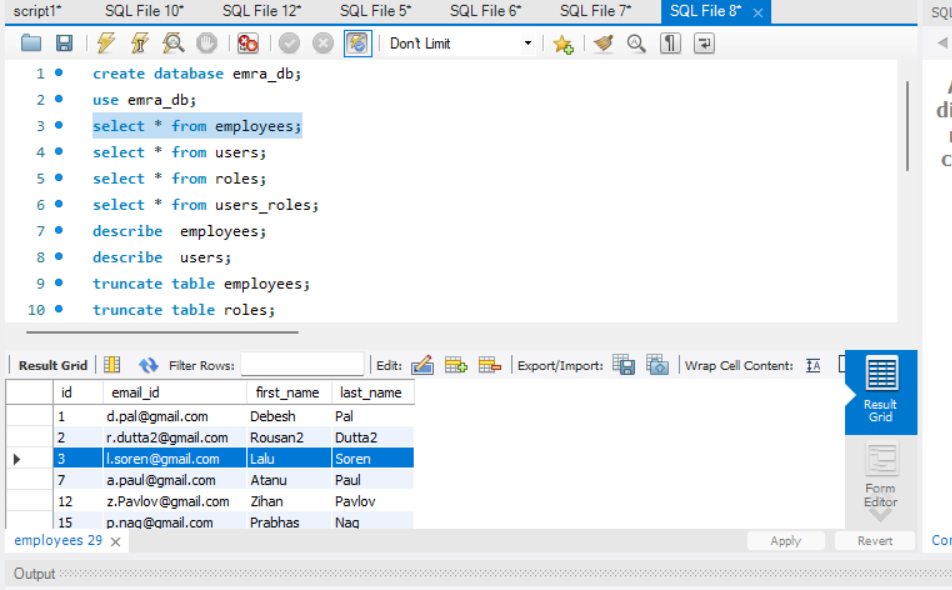 script1* SQL File 10* SQL File 12* SQL File 5* SQL File 6* SQL File 7* SQL File 8* SQL
Don't Limit
1 create database emra_db;
2 use emra_db;
3 select * from employees;
4 select * from users;
5 select * from roles;
6 select * from users_roles;
7 describe  employees;
8 describe  users;
9 truncate table employees;
10 truncate table roles;
Result Grid Filter Rows: Edit: Export/Import: Wrap Cell Content:
id email_id first_name last_name
1 d.pal@gmail.com Debesh Pal
2 r.dutta2@gmail.com Rousan2 Dutta2
3 l.soren@gmail.com Lalu Soren
7 a.paul@gmail.com Atanu Paul
12 z.Pavlov@gmail.com Zihan Pavlov
15 p.nag@gmail.com Prabhas Nag
Result
Grid
Form
Editor
employees 29 Apply Revert
Output